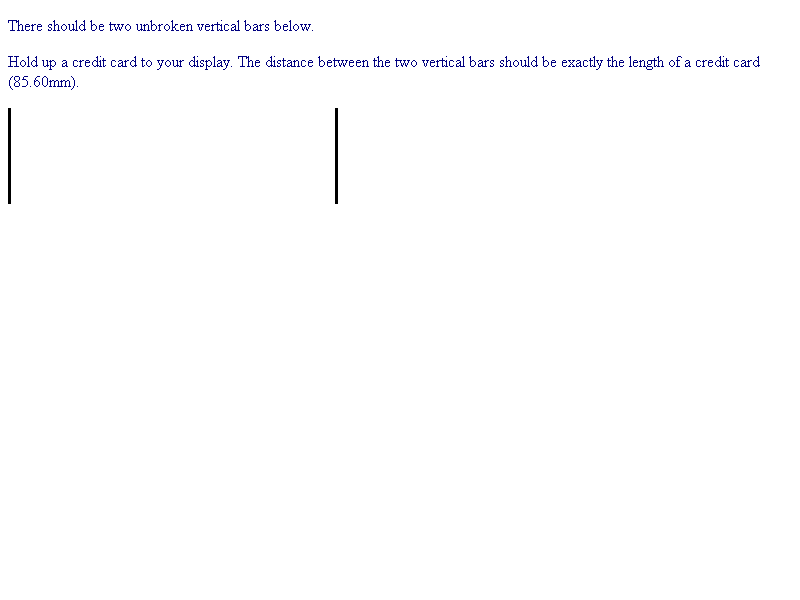 There should be two unbroken vertical bars below.
Hold up a credit card to your display. The distance between the two vertical bars should be exactly the length of a credit card
(85.60mm).